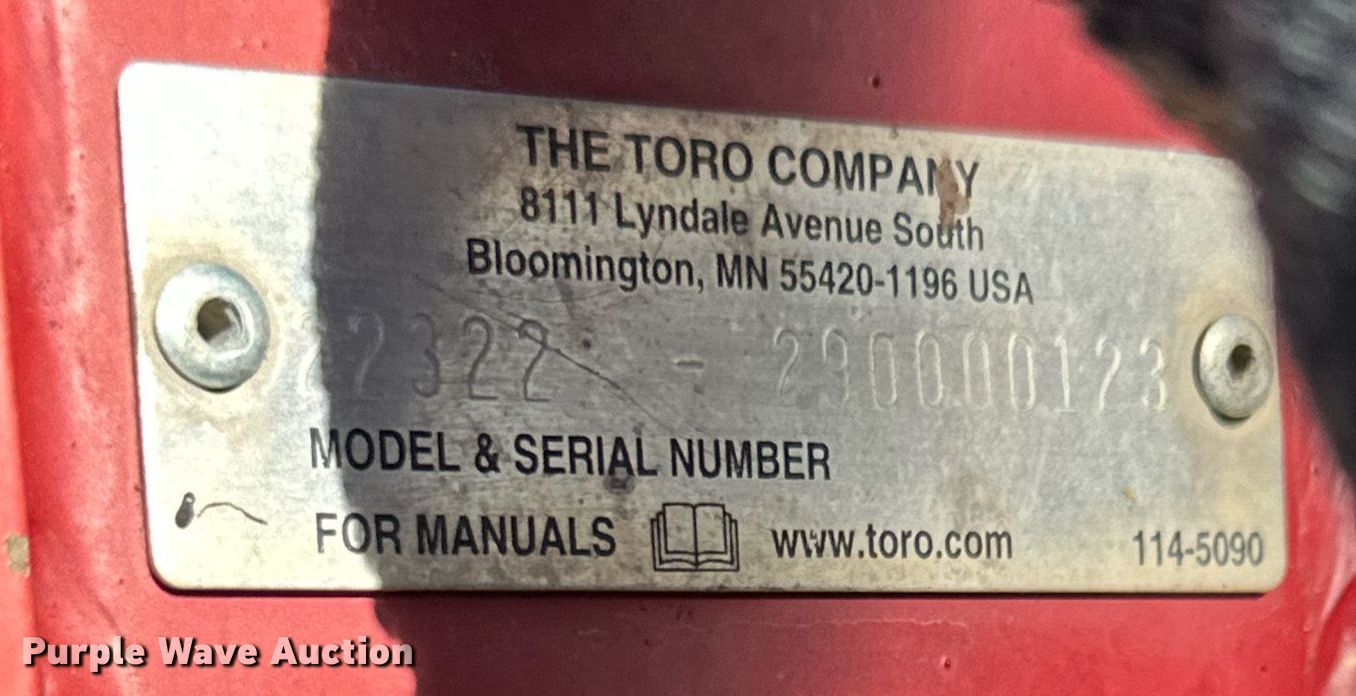 THE TORO COMPANY
8111 Lyndale Avenue South
Bloomington, MN 55420-1196 USA
22322 - 290000123
MODEL & SERIAL NUMBER
FOR MANUALS www.toro.com 114-5090
Purple Wave Auction